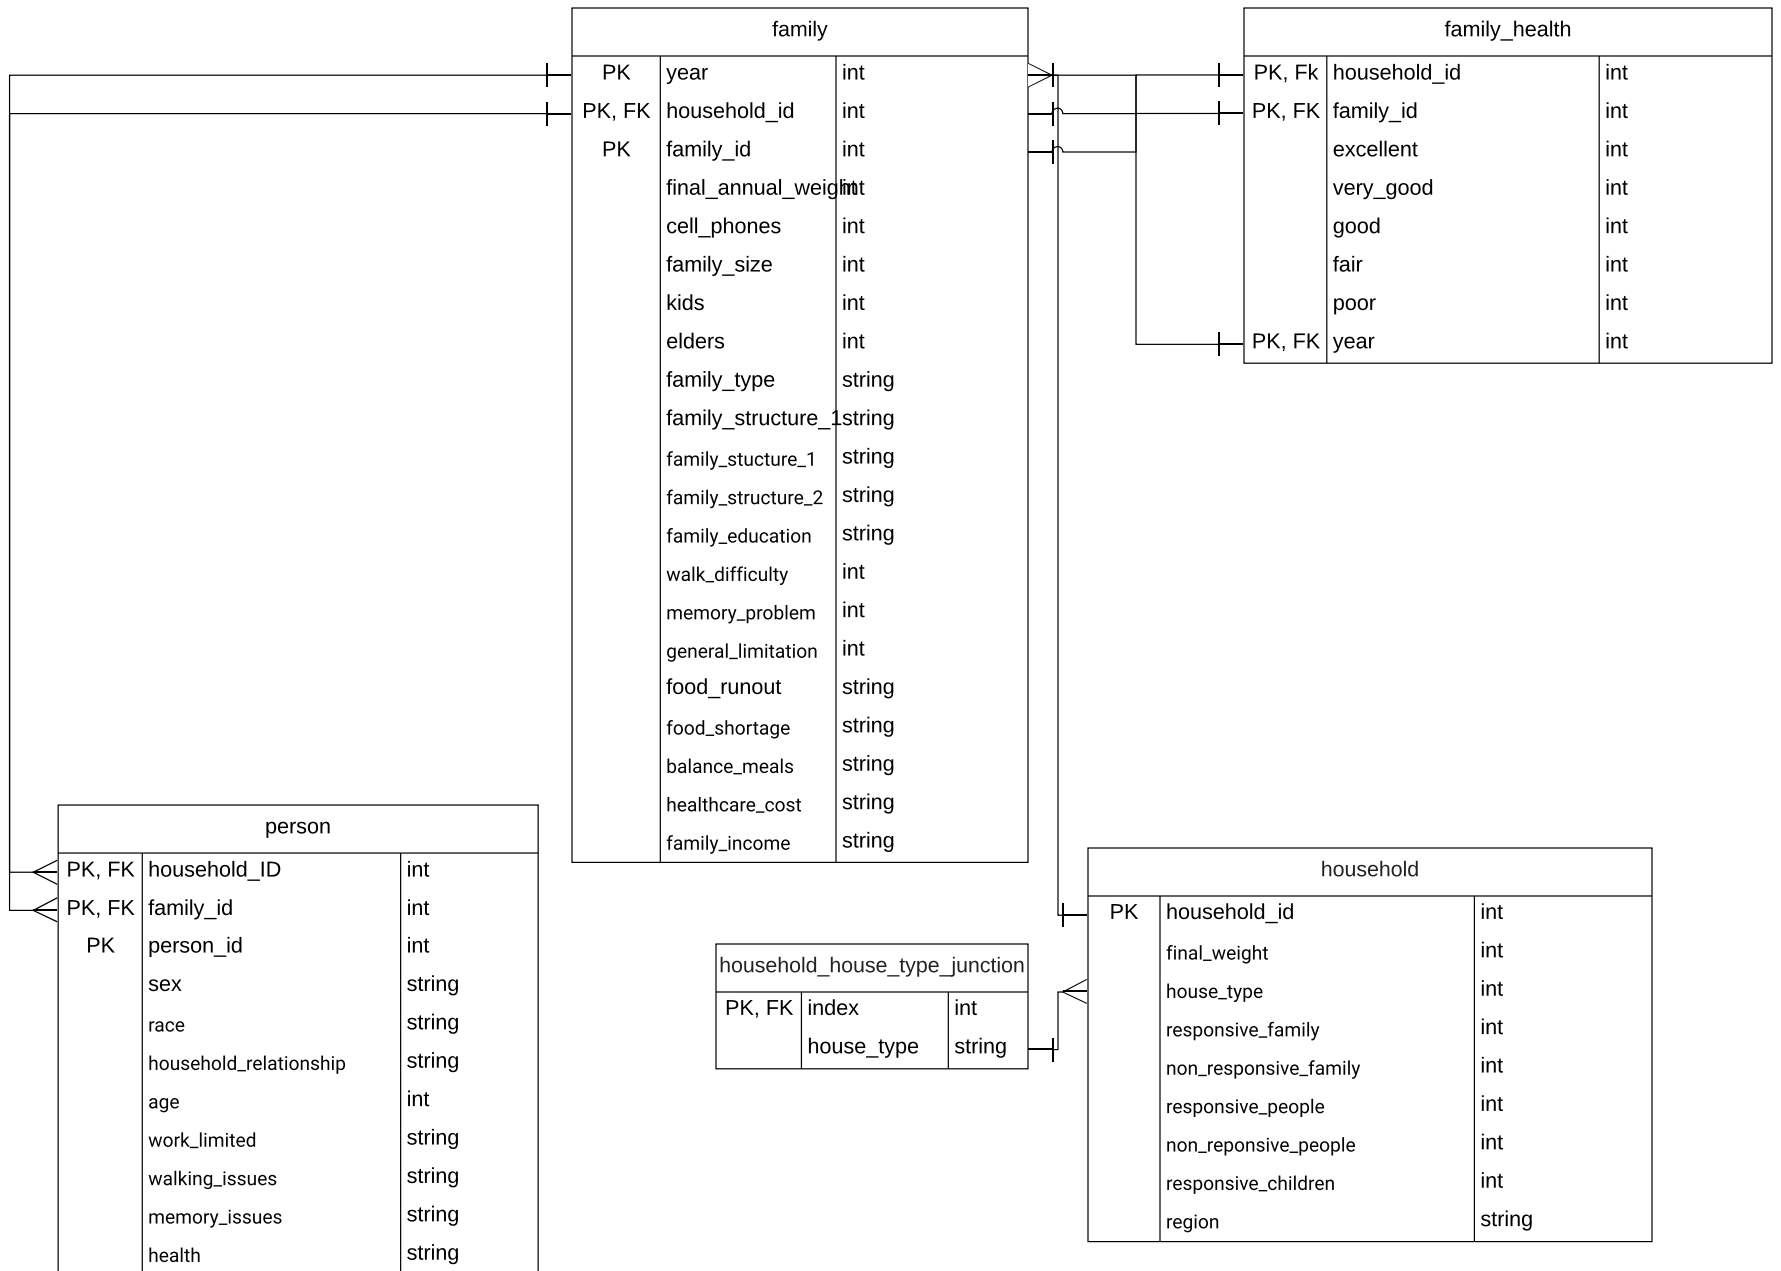 family
PK year int
PK, FK household_id int
PK family_id int
final_annual_weight int
cell_phones int
family_size int
kids int
elders int
family_type string
family_structure_1 string
family_stucture_1 string
family_structure_2 string
family_education string
walk_difficulty int
memory_problem int
general_limitation int
food_runout string
food_shortage string
balance_meals string
healthcare_cost string
family_income string
family_health
PK, Fk household_id int
PK, FK family_id int
excellent int
very_good int
good int
fair int
poor int
PK, FK year int
person
PK, FK household_ID int
PK, FK family_id int
PK person_id int
sex string
race string
household_relationship string
age int
work_limited string
walking_issues string
memory_issues string
health string
household_house_type_junction
PK, FK index int
house_type string
household
PK household_id int
final_weight int
house_type int
responsive_family int
non_responsive_family int
responsive_people int
non_reponsive_people int
responsive_children int
region string